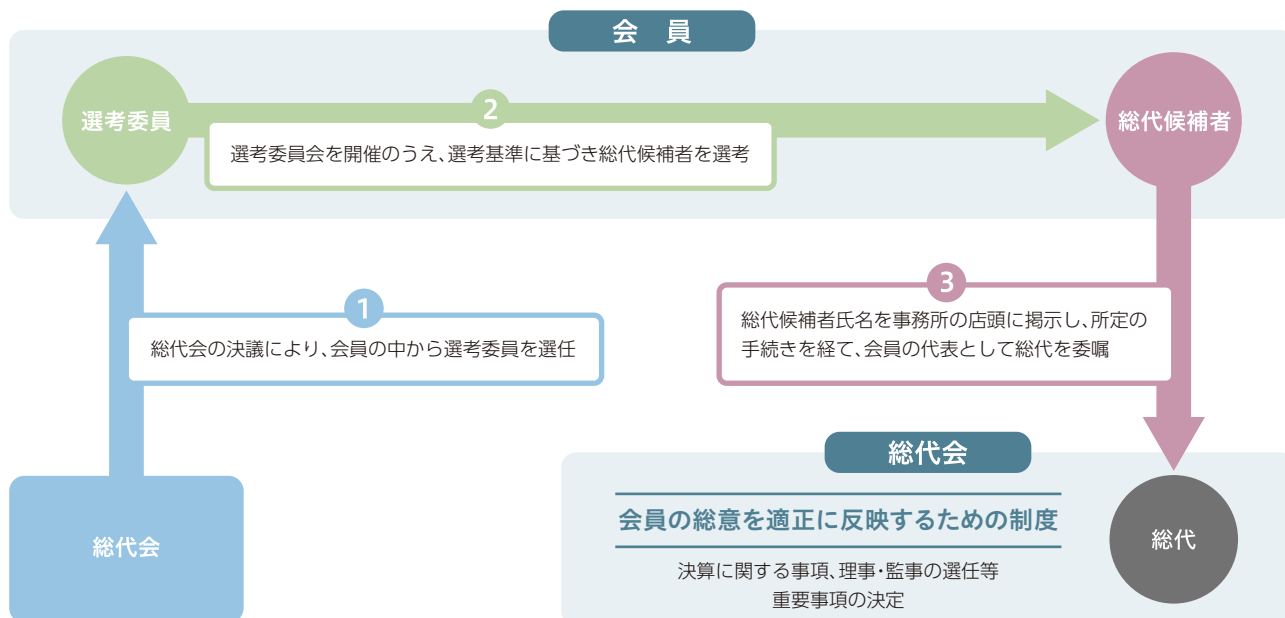 会 員
選考委員
2
総代候補者
選考委員会を開催のうえ、選考基準に基づき総代候補者を選考
1
総代会の決議により、会員の中から選考委員を選任
3
総代候補者氏名を事務所の店頭に掲示し、所定の
手続きを経て、会員の代表として総代を委嘱
総代会
総代会
会員の総意を適正に反映するための制度
決算に関する事項、理事・監事の選任等
重要事項の決定
総代